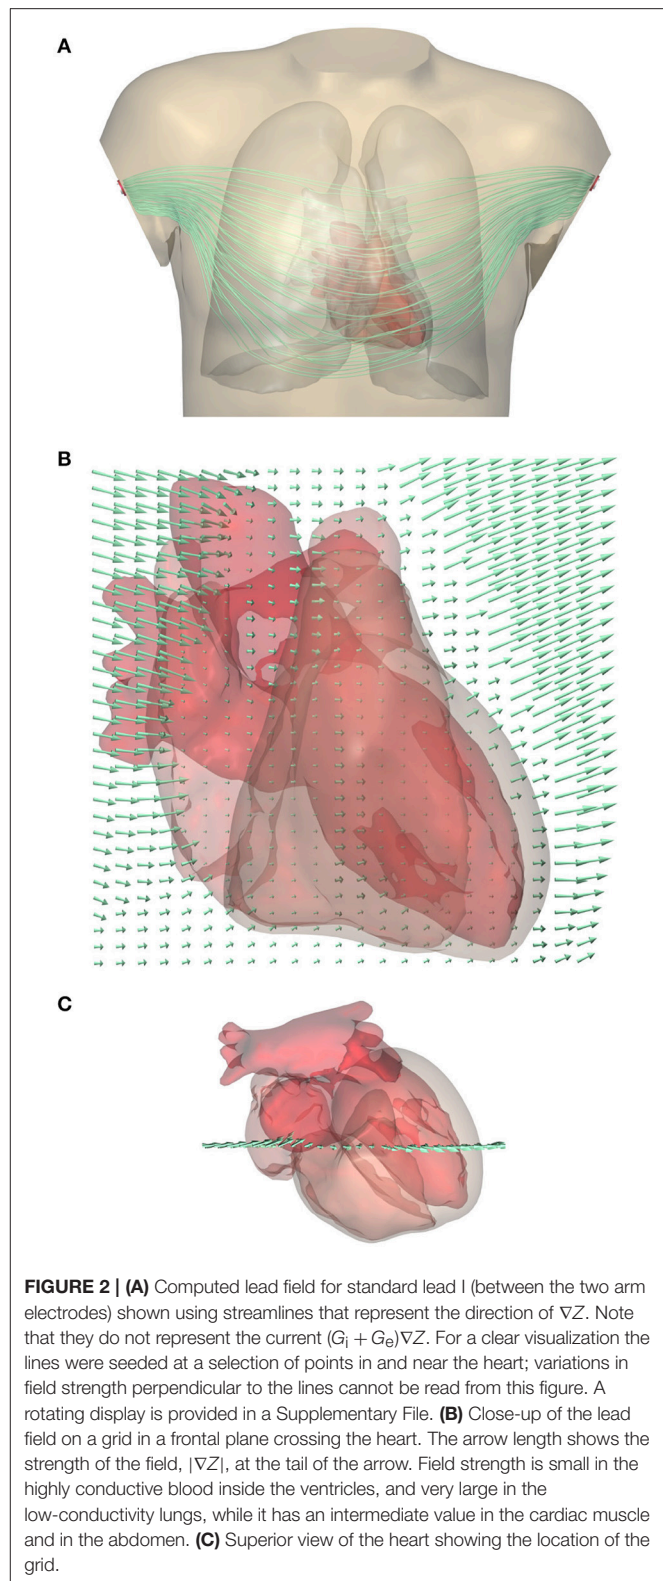 A
B
C
FIGURE 2 | (A) Computed lead field for standard lead I (between the two arm
electrodes) shown using streamlines that represent the direction of ∇Z. Note
that they do not represent the current (Gi + Ge)∇Z. For a clear visualization the
lines were seeded at a selection of points in and near the heart; variations in
field strength perpendicular to the lines cannot be read from this figure. A
rotating display is provided in a Supplementary File. (B) Close-up of the lead
field on a grid in a frontal plane crossing the heart. The arrow length shows the
strength of the field, |∇Z|, at the tail of the arrow. Field strength is small in the
highly conductive blood inside the ventricles, and very large in the
low-conductivity lungs, while it has an intermediate value in the cardiac muscle
and in the abdomen. (C) Superior view of the heart showing the location of the
grid.